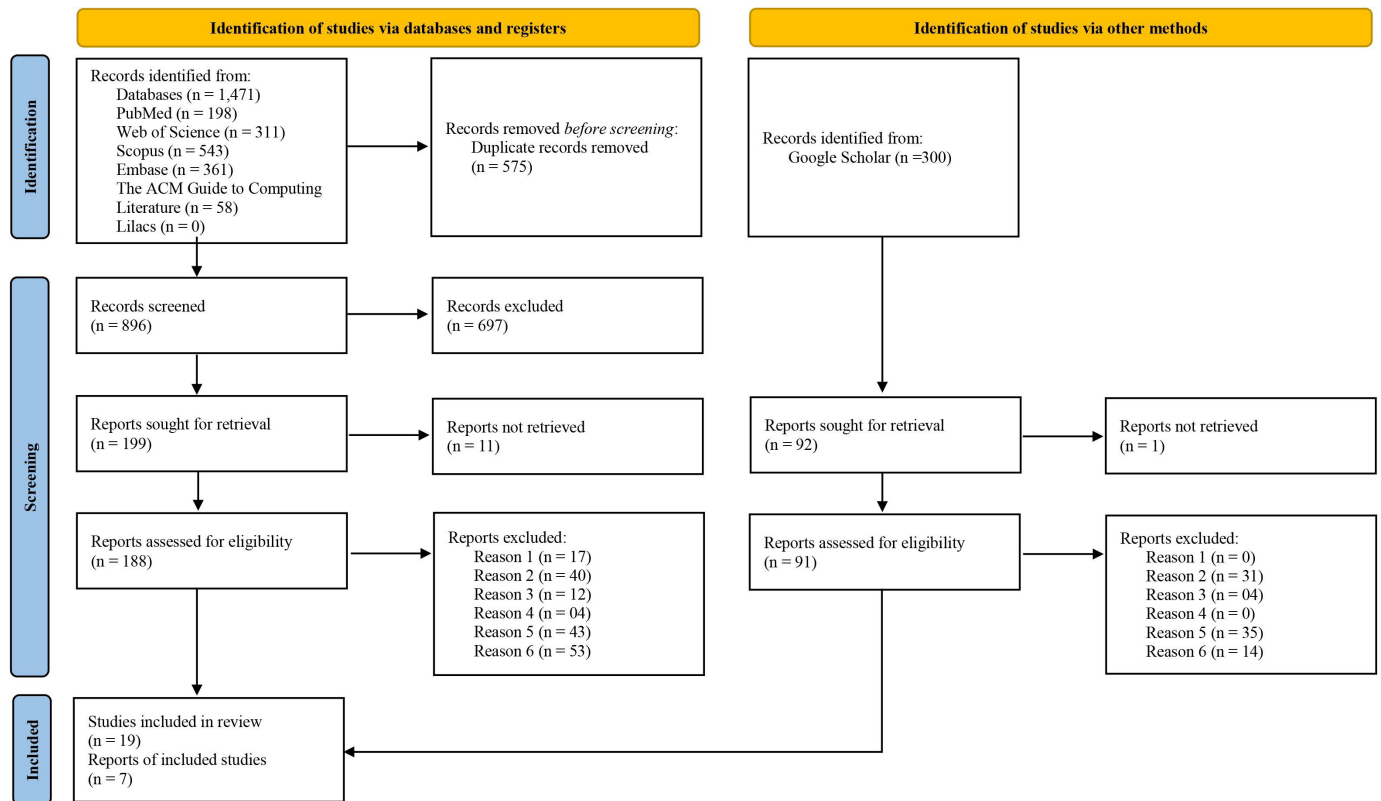 Identification of studies via databases and registers
Identification of studies via other methods
Identification
Records identified from:
Databases (n = 1,471)
PubMed (n = 198)
Web of Science (n = 311)
Scopus (n = 543)
Embase (n = 361)
The ACM Guide to Computing
Literature (n = 58)
Lilacs (n = 0)
Records removed before screening:
Duplicate records removed
(n = 575)
Records identified from:
Google Scholar (n =300)
Screening
Records screened
(n = 896)
Records excluded
(n = 697)
Reports sought for retrieval
(n = 199)
Reports not retrieved
(n = 11)
Reports sought for retrieval
(n = 92)
Reports not retrieved
(n = 1)
Reports assessed for eligibility
(n = 188)
Reports excluded:
Reason 1 (n = 17)
Reason 2 (n = 40)
Reason 3 (n = 12)
Reason 4 (n = 04)
Reason 5 (n = 43)
Reason 6 (n = 53)
Reports assessed for eligibility
(n = 91)
Reports excluded:
Reason 1 (n = 0)
Reason 2 (n = 31)
Reason 3 (n = 04)
Reason 4 (n = 0)
Reason 5 (n = 35)
Reason 6 (n = 14)
Included
Studies included in review
(n = 19)
Reports of included studies
(n = 7)